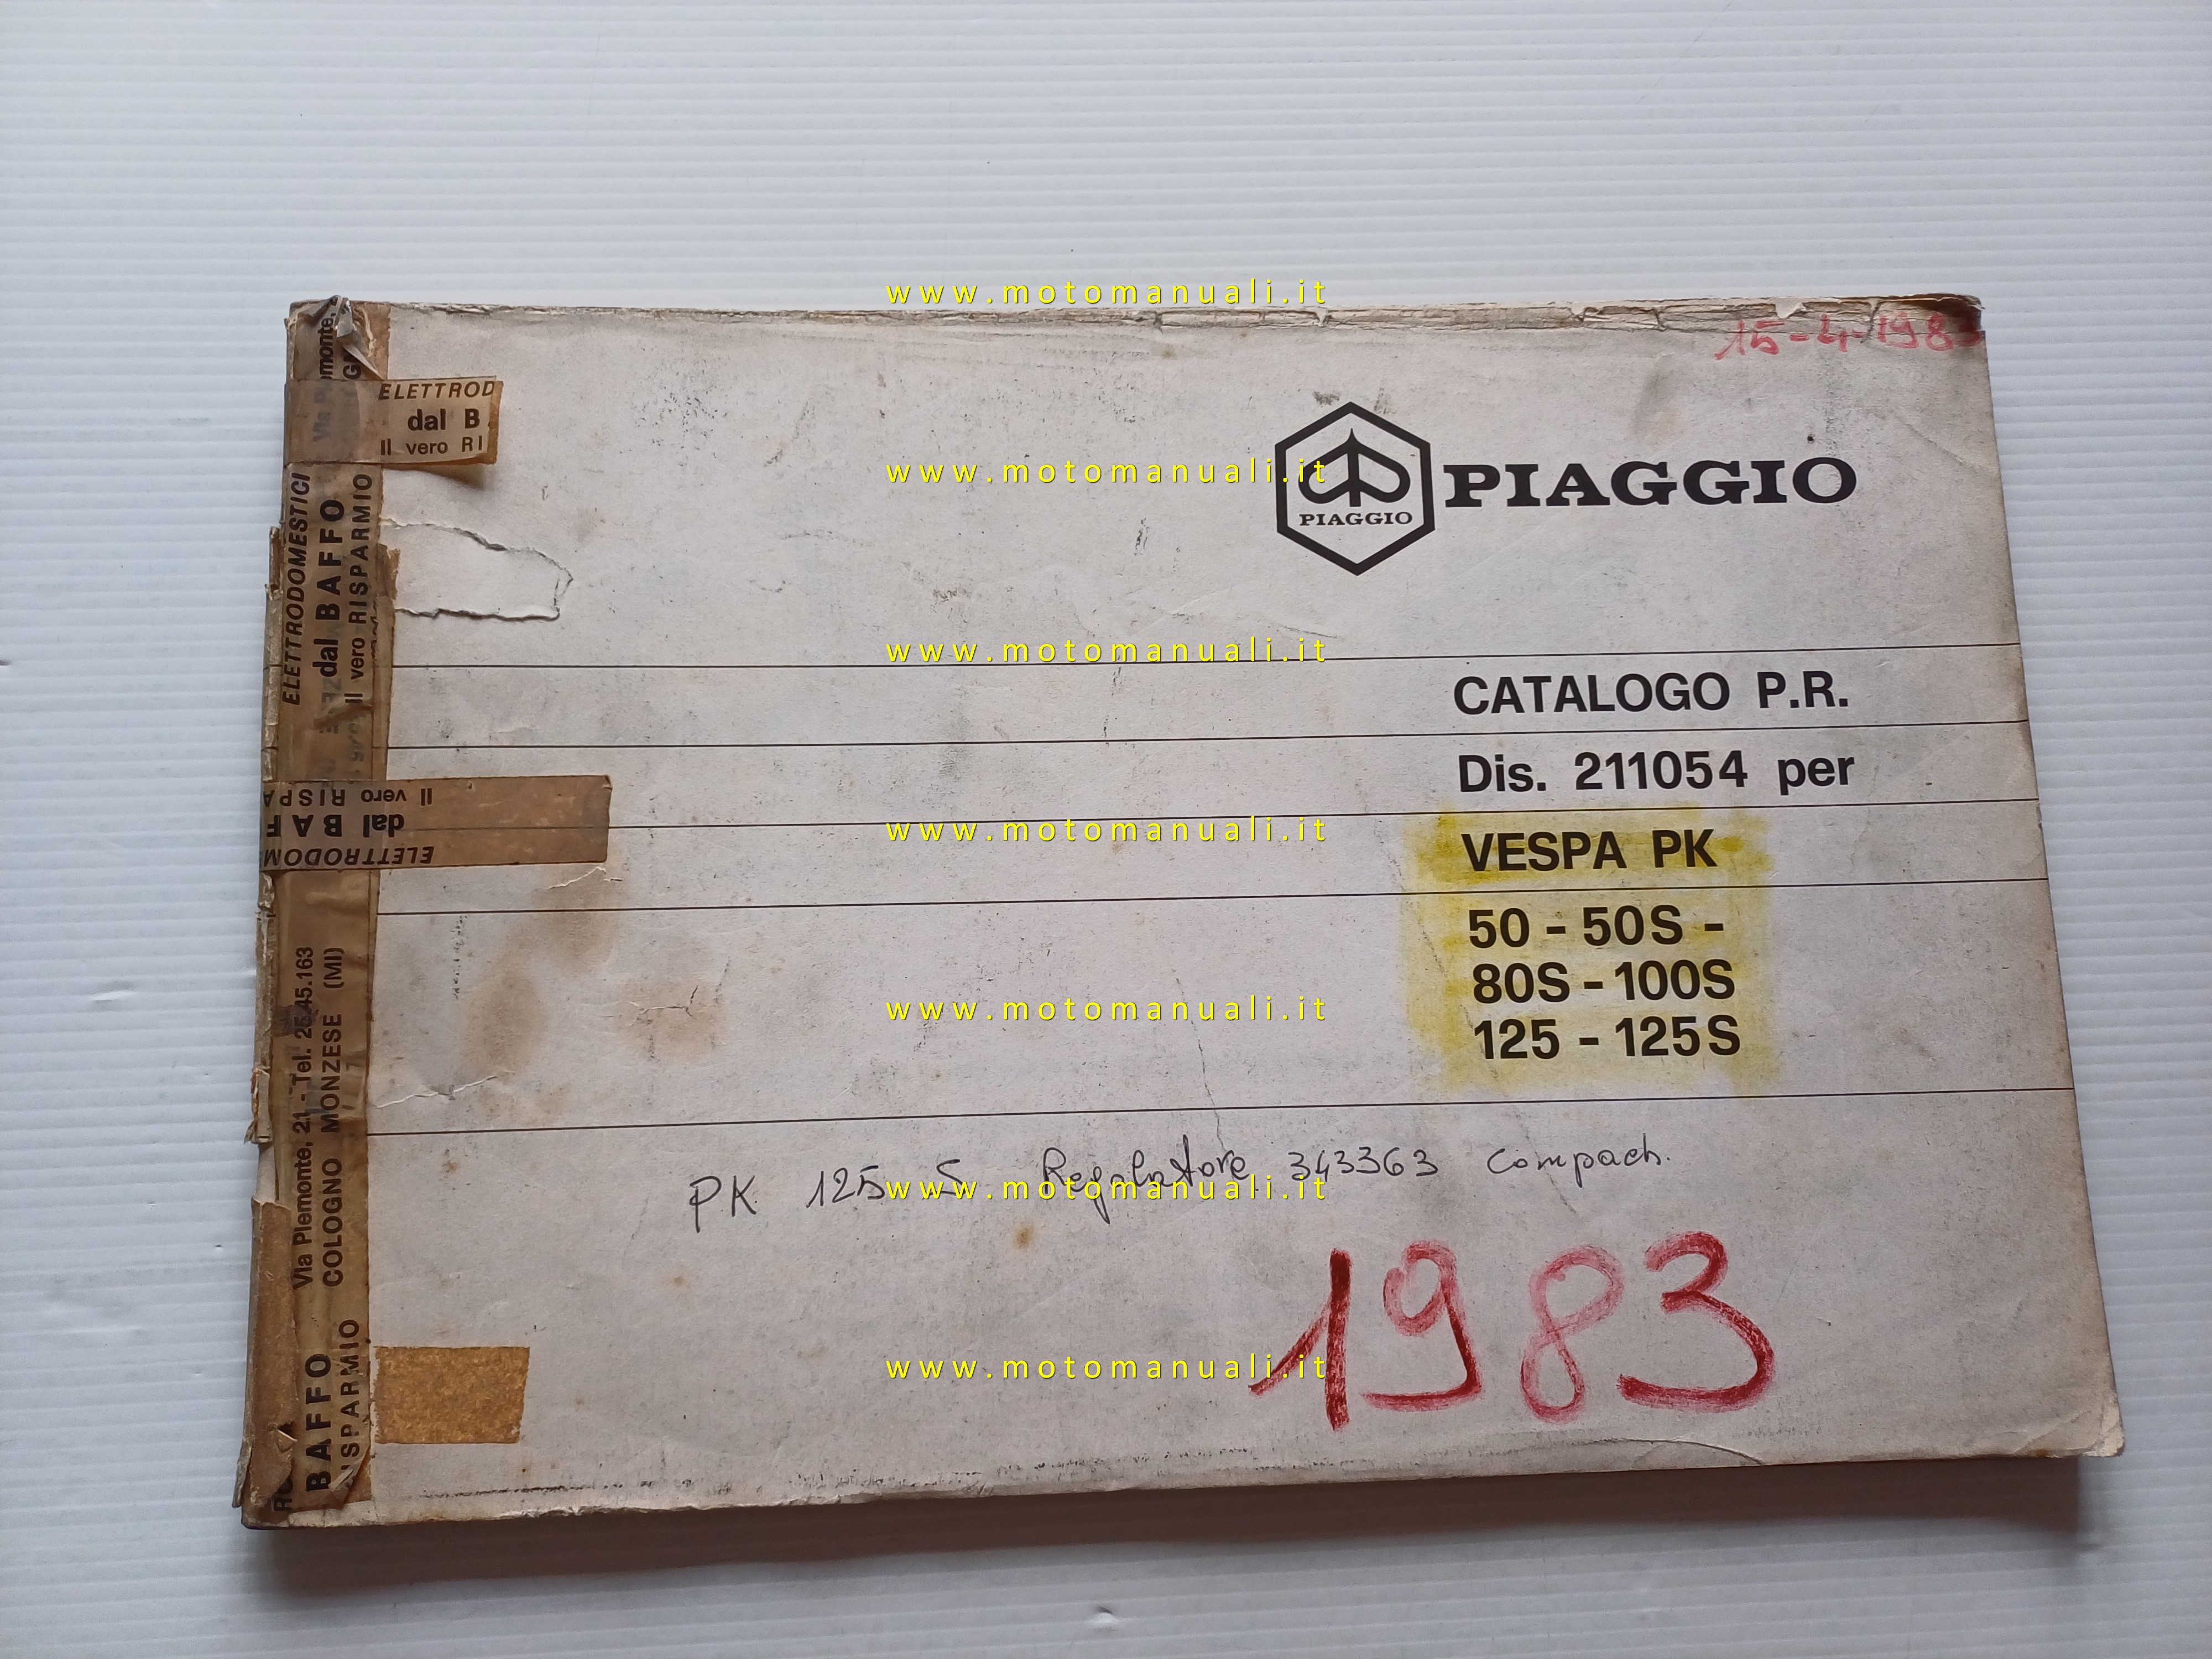 www.motomanuali.it
15-4-1983
PIAGGIO
PIAGGIO
www.motomanuali.it
www.motomanuali.it
CATALOGO P.R.
Dis. 211054 per
VESPA PK
www.motomanuali.it
50 - 50S -
80S - 100S
125 - 125S
www.motomanuali.it
PK 125 S Regolatore 343363
www.motomanuali.it
1983
www.motomanuali.it
ELETTROD
dal B
Il vero RI
ELETTRODOMESTICI
dal BAFFO
Il vero RISPARMIO
Il vero RISPA
dal BAF
ELETTRODOM
Via Piemonte, 21 - Tel. 25.45.163
COLOGNO MONZESE (MI)
BAFFO
RISPARMIO